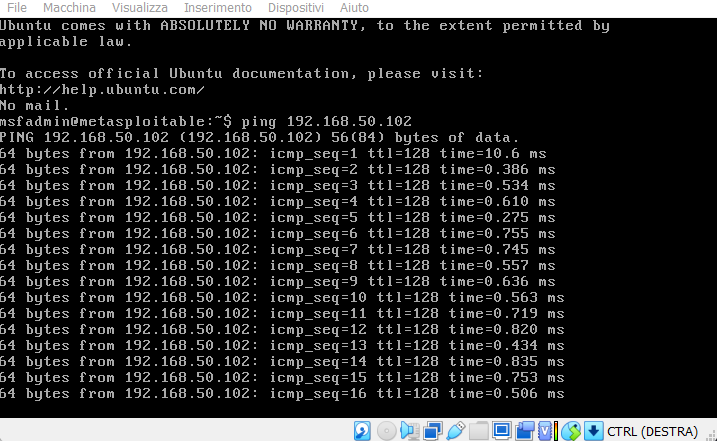 File Macchina Visualizza Inserimento Dispositivi Aiuto
Ubuntu comes with ABSOLUTELY NO WARRANTY, to the extent permitted by
applicable law.
To access official Ubuntu documentation, please visit:
http://help.ubuntu.com/
No mail.
msfadmin@metasploitable:~$ ping 192.168.50.102
PING 192.168.50.102 (192.168.50.102) 56(84) bytes of data.
64 bytes from 192.168.50.102: icmp_seq=1 ttl=128 time=10.6 ms
64 bytes from 192.168.50.102: icmp_seq=2 ttl=128 time=0.386 ms
64 bytes from 192.168.50.102: icmp_seq=3 ttl=128 time=0.534 ms
64 bytes from 192.168.50.102: icmp_seq=4 ttl=128 time=0.610 ms
64 bytes from 192.168.50.102: icmp_seq=5 ttl=128 time=0.275 ms
64 bytes from 192.168.50.102: icmp_seq=6 ttl=128 time=0.755 ms
64 bytes from 192.168.50.102: icmp_seq=7 ttl=128 time=0.745 ms
64 bytes from 192.168.50.102: icmp_seq=8 ttl=128 time=0.557 ms
64 bytes from 192.168.50.102: icmp_seq=9 ttl=128 time=0.636 ms
64 bytes from 192.168.50.102: icmp_seq=10 ttl=128 time=0.563 ms
64 bytes from 192.168.50.102: icmp_seq=11 ttl=128 time=0.719 ms
64 bytes from 192.168.50.102: icmp_seq=12 ttl=128 time=0.820 ms
64 bytes from 192.168.50.102: icmp_seq=13 ttl=128 time=0.434 ms
64 bytes from 192.168.50.102: icmp_seq=14 ttl=128 time=0.835 ms
64 bytes from 192.168.50.102: icmp_seq=15 ttl=128 time=0.753 ms
64 bytes from 192.168.50.102: icmp_seq=16 ttl=128 time=0.506 ms
CTRL (DESTRA)